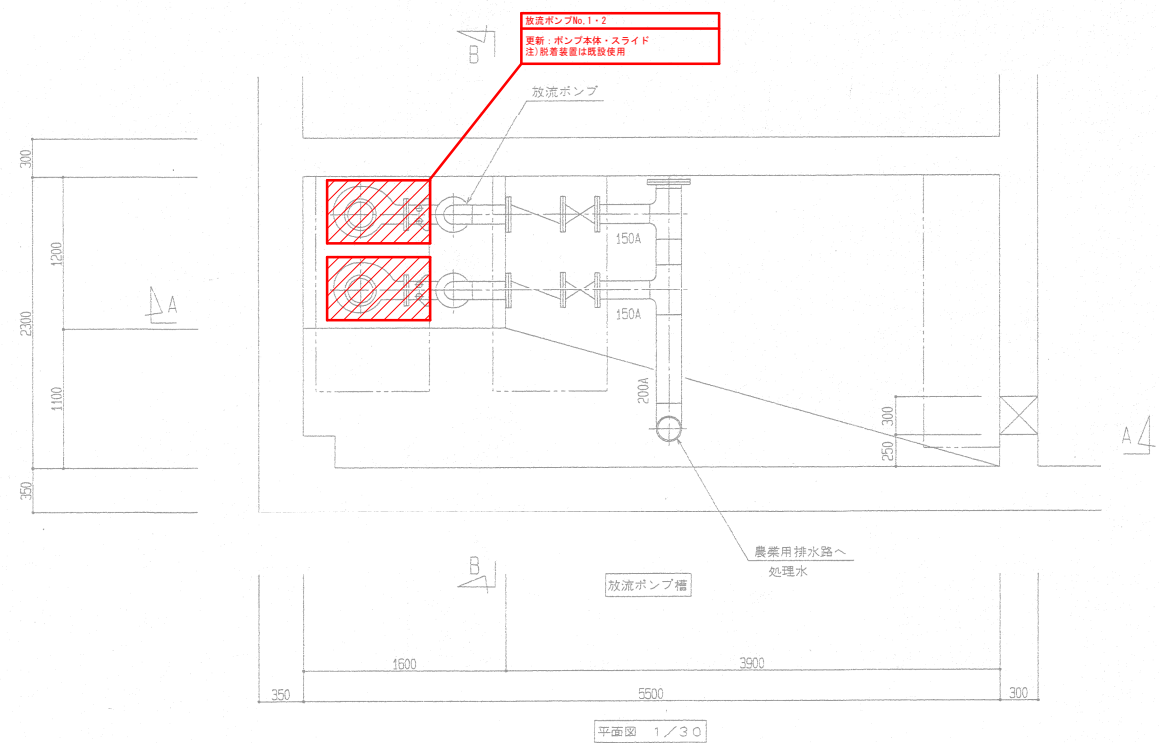 放流ポンプNo.1・2
更新：ポンプ本体・スライド
注)脱着装置は既設使用
B
放流ポンプ
300
1200
2300
1100
350
A
150A
150A
200A
300
250
A
農業用排水路へ
処理水
B
放流ポンプ槽
1600
3900
350
5500
300
平面図 1／30